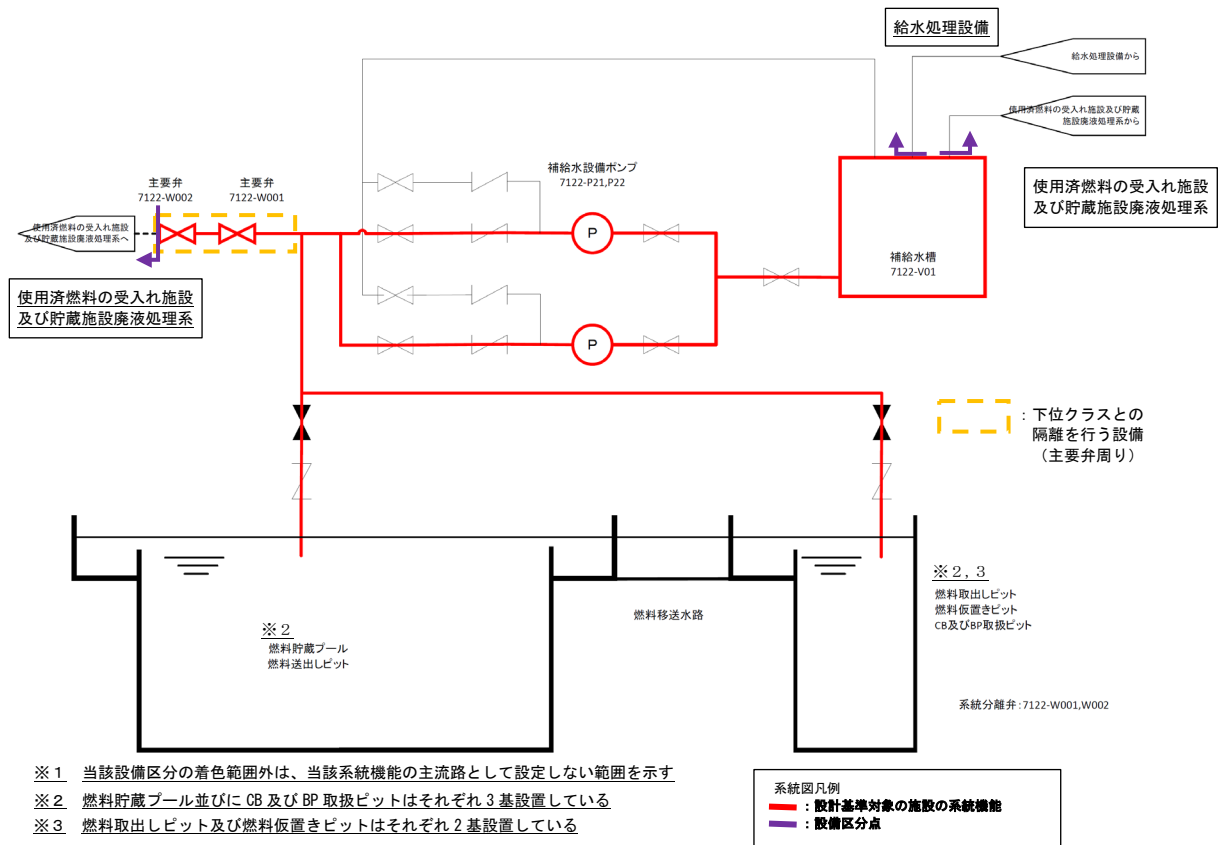 給水処理設備
給水処理設備から
使用済燃料の受入れ施設及び貯蔵
施設廃液処理系から
補給水設備ポンプ
7122-P21,P22
主要弁
7122-W002
主要弁
7122-W001
使用済燃料の受入れ施設
及び貯蔵施設廃液処理系へ
P
補給水槽
7122-V01
使用済燃料の受入れ施設
及び貯蔵施設廃液処理系
使用済燃料の受入れ施設
及び貯蔵施設廃液処理系
P
：下位クラスとの
隔離を行う設備
（主要弁周り）
※2
燃料貯蔵プール
燃料送出しピット
燃料移送水路
※2,3
燃料取出しピット
燃料仮置きピット
CB及びBP取扱ピット
系統分離弁:7122-W001,W002
※1 当該設備区分の着色範囲外は、当該系統機能の主流路として設定しない範囲を示す
※2 燃料貯蔵プール並びに CB 及び BP 取扱ピットはそれぞれ 3 基設置している
※3 燃料取出しピット及び燃料仮置きピットはそれぞれ 2 基設置している
系統図凡例
：設計基準対象の施設の系統機能
：設備区分点